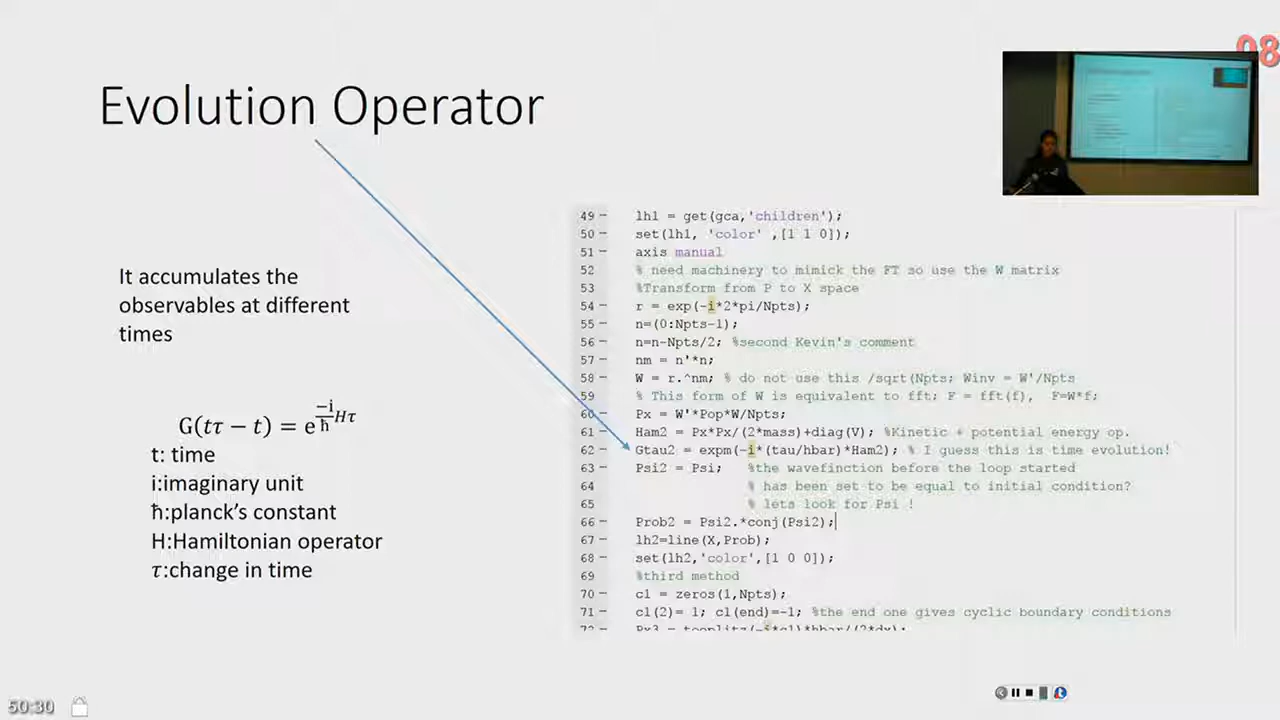 08
Evolution Operator
It accumulates the
observables at different
times
G(tτ − t) = e^{\frac{−i}{ħ}Hτ}
t: time
i:imaginary unit
ħ:planck's constant
H:Hamiltonian operator
τ:change in time
49 − lh1 = get(gca,'children');
50 − set(lh1, 'color' ,[1 1 0]);
51 − axis manual
52 % need machinery to mimick the FT so use the W matrix
53 %Transform from P to X space
54 − r = exp(-i*2*pi/Npts);
55 − n=(0:Npts-1);
56 − n=n-Npts/2; %second Kevin's comment
57 − nm = n'*n;
58 − W = r.^nm; % do not use this /sqrt(Npts; Winv = W'/Npts
59 % This form of W is equivalent to fft; F = fft(f), F=W*f;
60 − Px = W'*Pop*W/Npts;
61 − Ham2 = Px*Px/(2*mass)+diag(V); %Kinetic + potential energy op.
62 − Gtau2 = expm(-i*(tau/hbar)*Ham2); % I guess this is time evolution!
63 − Psi2 = Psi; %the wavefinction before the loop started
64 % has been set to be equal to initial condition?
65 % lets look for Psi !
66 − Prob2 = Psi2.*conj(Psi2);
67 − lh2=line(X,Prob);
68 − set(lh2,'color',[1 0 0]);
69 %third method
70 − c1 = zeros(1,Npts);
71 − c1(2)= 1; c1(end)=-1; %the end one gives cyclic boundary conditions
72 − Px3 = toeplitz(-i*c1)*hbar/(2*dx);
50:30